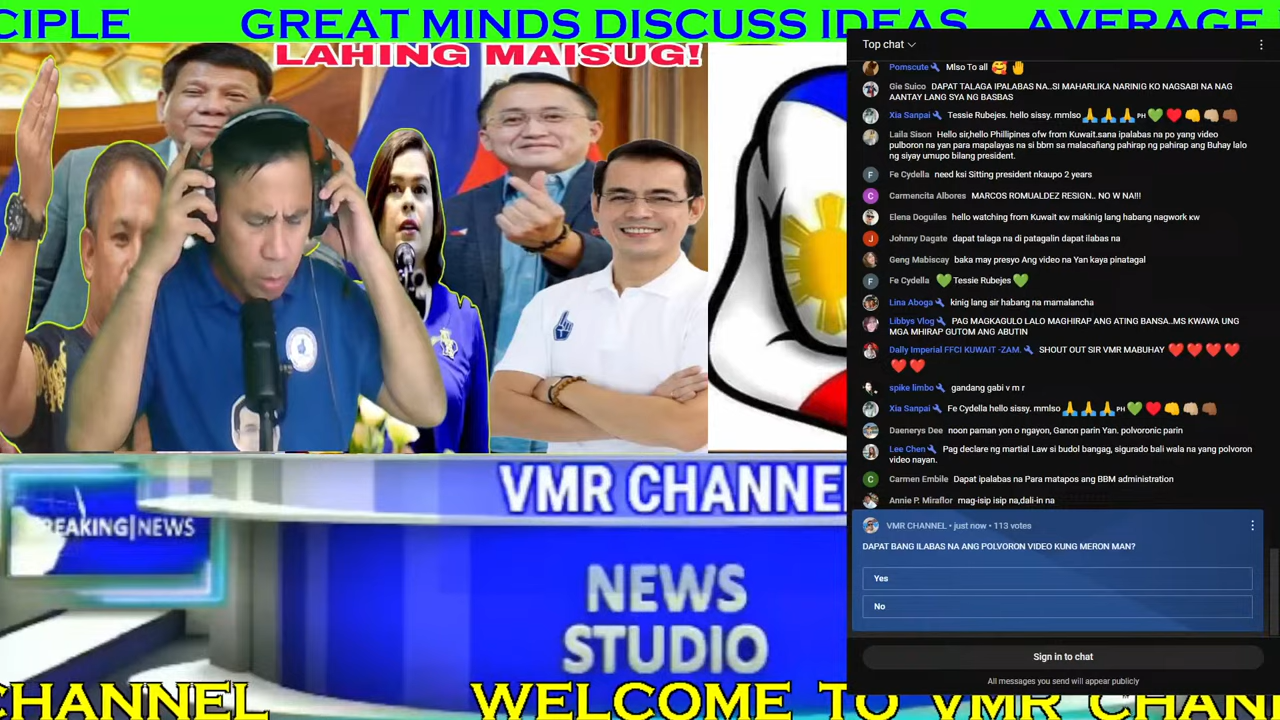 CIPLE GREAT MINDS DISCUSS IDEAS AVERAGE
LAHING MAISUG!
Top chat
Pomscute Mlso To all
Gie Suico DAPAT TALAGA IPALABAS NA..SI MAHARLIKA NARINIG KO NAGSABI NA NAG
AANTAY LANG SYA NG BASBAS
Xia Sanpai Tessie Rubejes. hello sissy. mmlso PH
Laila Sison Hello sir,hello Phillipines ofw from Kuwait.sana ipalabas na po yang video
pulboron na yan para mapalayas na si bbm sa malacañang pahirap ng pahirap ang Buhay lalo
ng siyay umupo bilang president.
Fe Cydella need ksi Sitting president nkaupo 2 years
Carmencita Albores MARCOS ROMUALDEZ RESIGN.. NO W NA!!!
Elena Doguiles hello watching from Kuwait KW makinig lang habang nagwork KW
Johnny Dagate dapat talaga na di patagalin dapat ilabas na
Geng Mabiscay baka may presyo Ang video na Yan kaya pinatagal
Fe Cydella Tessie Rubejes
Lina Aboga kinig lang sir habang na mamalancha
Libbys Vlog PAG MAGKAGULO LALO MAGHIRAP ANG ATING BANSA..MS KWAWA UNG
MGA MHIRAP GUTOM ANG ABUTIN
Dally Imperial FFCI KUWAIT -ZAM. SHOUT OUT SIR VMR MABUHAY
spike limbo gandang gabi v m r
Xia Sanpai Fe Cydella hello sissy. mmlso PH
Daenerys Dee noon paman yon o ngayon, Ganon parin Yan. polvoronic parin
Lee Chen Pag declare ng martial Law si budol bangag, sigurado bali wala na yang polvoron
video nayan.
Carmen Embile Dapat ipalabas na Para matapos ang BBM administration
Annie P. Miraflor mag-isip isip na,dali-in na
VMR CHANNEL • just now • 113 votes
DAPAT BANG ILABAS NA ANG POLVORON VIDEO KUNG MERON MAN?
Yes
No
Sign in to chat
All messages you send will appear publicly
VMR CHANNE
REAKING|NEWS
NEWS
STUDIO
CHANNEL WELCOME TO VMR CHAN